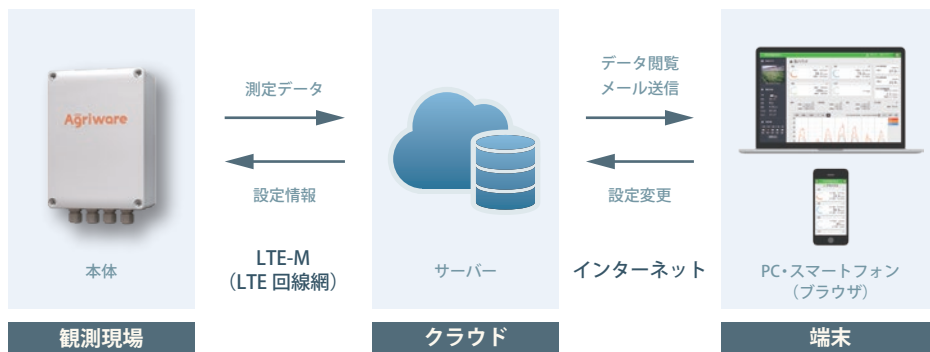 Agriware
本体
観測現場
測定データ
設定情報
LTE-M
（LTE 回線網）
サーバー
クラウド
データ閲覧
メール送信
設定変更
インターネット
PC・スマートフォン
（ブラウザ）
端末